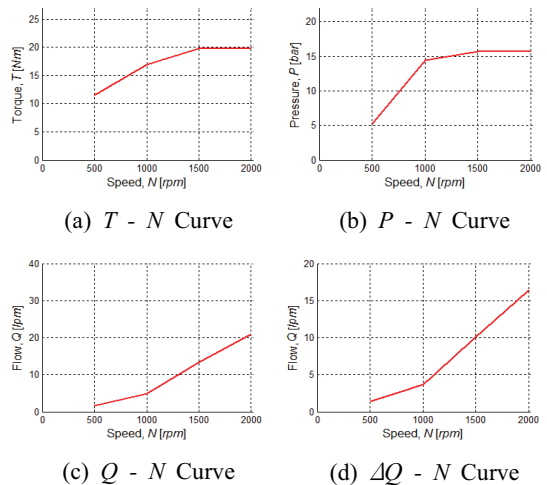 25
20
15
10
5
0
Torque, T [Nm]
0 500 1000 1500 2000
Speed, N [rpm]
(a) T - N Curve
20
15
10
5
0
Pressure, P [bar]
0 500 1000 1500 2000
Speed, N [rpm]
(b) P - N Curve
40
30
20
10
0
Flow, Q [lpm]
0 500 1000 1500 2000
Speed, N [rpm]
(c) Q - N Curve
20
15
10
5
0
Flow, Q [lpm]
0 500 1000 1500 2000
Speed, N [rpm]
(d) ΔQ - N Curve